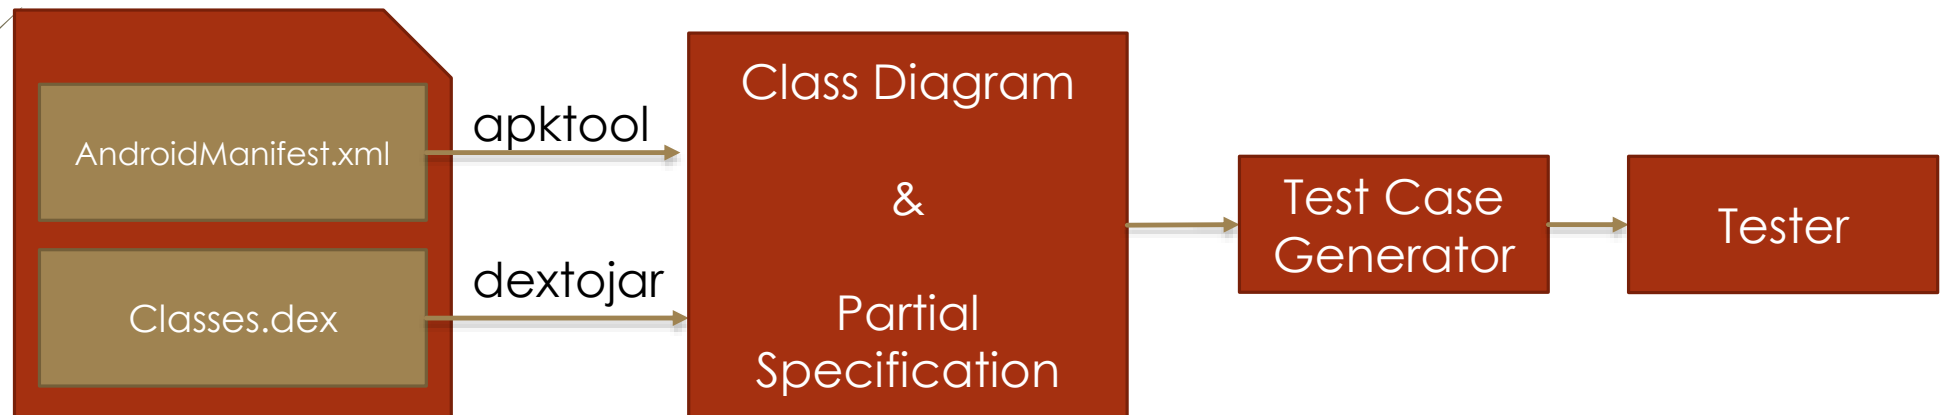 AndroidManifest.xml
Classes.dex
apktool
dextojar
Class Diagram
&
Partial
Specification
Test Case
Generator
Tester